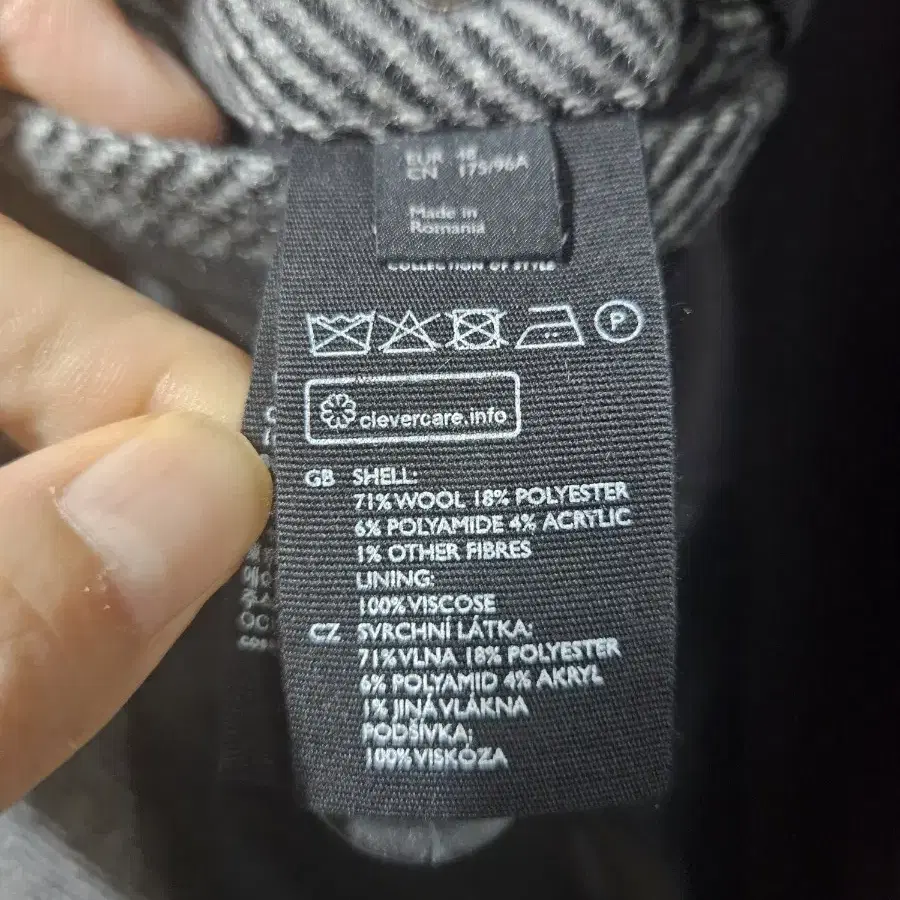 EUR 48
CN 175/96A
Made in
Romania
COLLECTION OF STYLE
P
clevercare.info
GB SHELL:
71% WOOL 18% POLYESTER
6% POLYAMIDE 4% ACRYLIC
1% OTHER FIBRES
LINING:
100% VISCOSE
CZ SVRCHNÍ LÁTKA:
71% VLNA 18% POLYESTER
6% POLYAMID 4% AKRYL
1% JINÁ VLÁKNA
PODŠÍVKA:
100% VISKÓZA